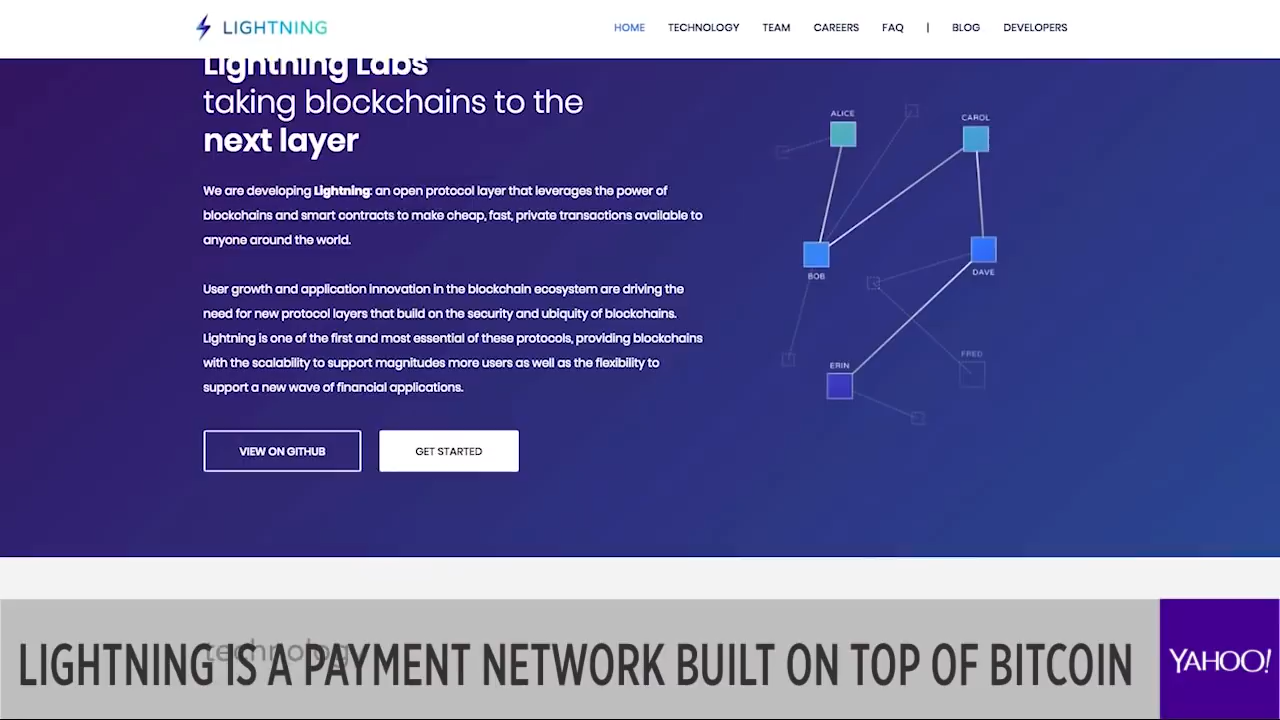 LIGHTNING
HOME TECHNOLOGY TEAM CAREERS FAQ | BLOG DEVELOPERS
Lightning Labs
taking blockchains to the
next layer
We are developing Lightning: an open protocol layer that leverages the power of
blockchains and smart contracts to make cheap, fast, private transactions available to
anyone around the world.
User growth and application innovation in the blockchain ecosystem are driving the
need for new protocol layers that build on the security and ubiquity of blockchains.
Lightning is one of the first and most essential of these protocols, providing blockchains
with the scalability to support magnitudes more users as well as the flexibility to
support a new wave of financial applications.
VIEW ON GITHUB
GET STARTED
ALICE
CAROL
BOB
DAVE
FRED
ERIN
technology
LIGHTNING IS A PAYMENT NETWORK BUILT ON TOP OF BITCOIN
YAHOO!